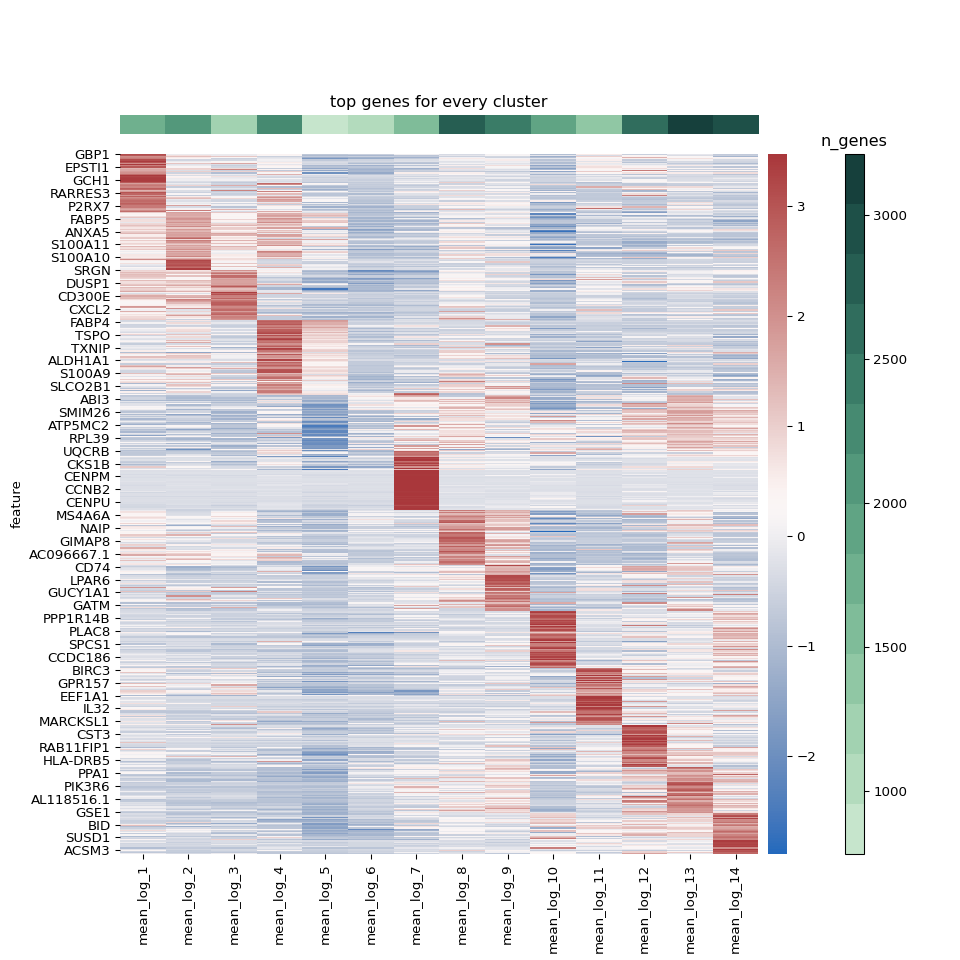 top genes for every cluster
n_genes
GBP1
EPSTI1
GCH1
RARRES3
P2RX7
FABP5
ANXA5
S100A11
S100A10
SRGN
DUSP1
CD300E
CXCL2
FABP4
TSPO
TXNIP
ALDH1A1
S100A9
SLCO2B1
ABI3
SMIM26
ATP5MC2
RPL39
UQCRB
CKS1B
CENPM
CCNB2
CENPU
MS4A6A
NAIP
GIMAP8
AC096667.1
CD74
LPAR6
GUCY1A1
GATM
PPP1R14B
PLAC8
SPCS1
CCDC186
BIRC3
GPR157
EEF1A1
IL32
MARCKSL1
CST3
RAB11FIP1
HLA-DRB5
PPA1
PIK3R6
AL118516.1
GSE1
BID
SUSD1
ACSM3
feature
3
2
1
0
−1
−2
3000
2500
2000
1500
1000
mean_log_1
mean_log_2
mean_log_3
mean_log_4
mean_log_5
mean_log_6
mean_log_7
mean_log_8
mean_log_9
mean_log_10
mean_log_11
mean_log_12
mean_log_13
mean_log_14